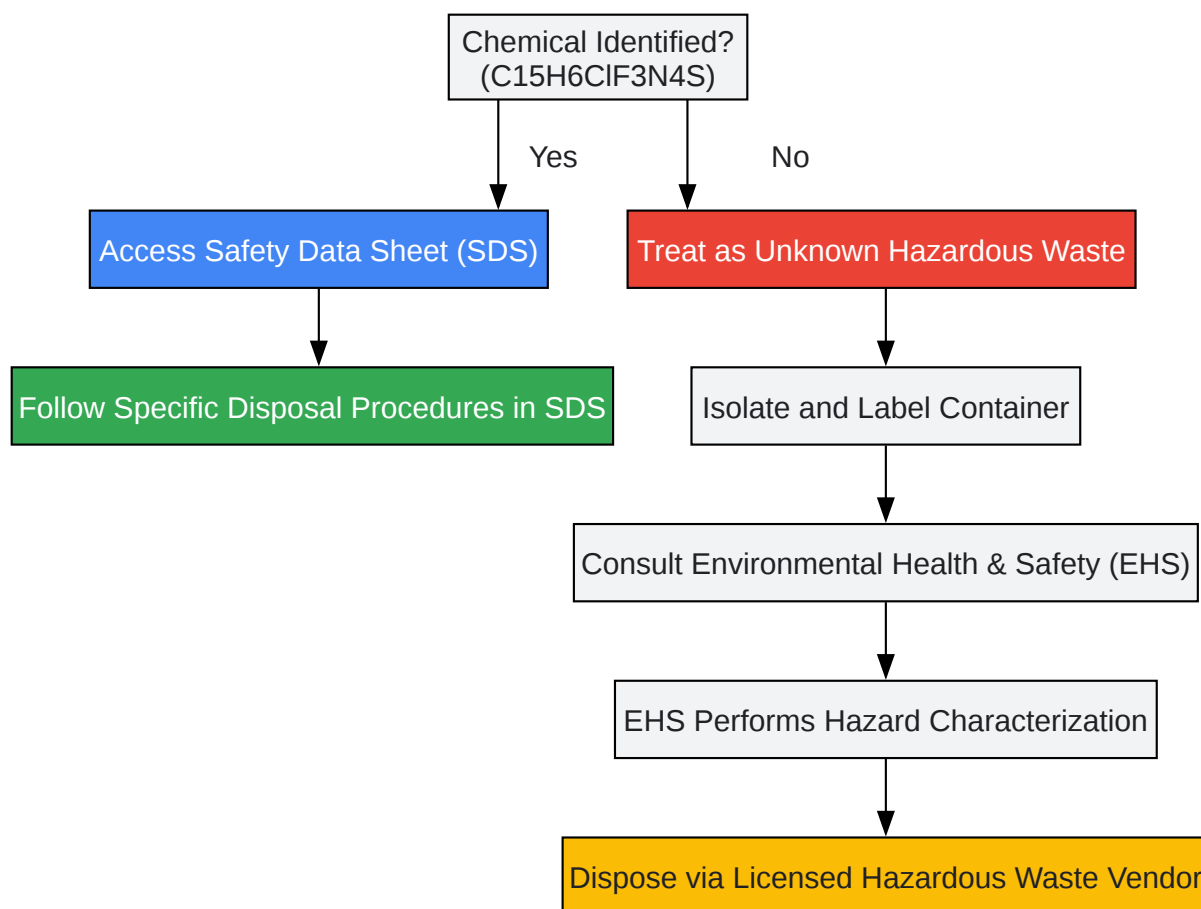 Chemical Identified?
(C15H6ClF3N4S)
Yes
No
Access Safety Data Sheet (SDS)
Treat as Unknown Hazardous Waste
Follow Specific Disposal Procedures in SDS
Isolate and Label Container
Consult Environmental Health & Safety (EHS)
EHS Performs Hazard Characterization
Dispose via Licensed Hazardous Waste Vendor